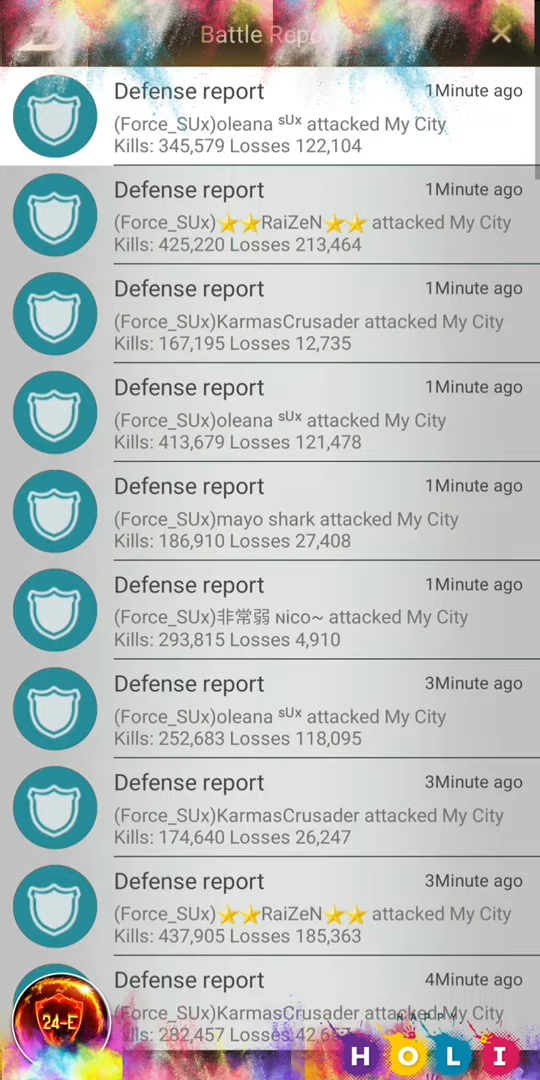 Battle Repo
Defense report 1Minute ago
(Force_SUx)oleana ˢᵁˣ attacked My City
Kills: 345,579 Losses 122,104
Defense report 1Minute ago
(Force_SUx)⭐⭐RaiZeN⭐⭐ attacked My City
Kills: 425,220 Losses 213,464
Defense report 1Minute ago
(Force_SUx)KarmasCrusader attacked My City
Kills: 167,195 Losses 12,735
Defense report 1Minute ago
(Force_SUx)oleana ˢᵁˣ attacked My City
Kills: 413,679 Losses 121,478
Defense report 1Minute ago
(Force_SUx)mayo shark attacked My City
Kills: 186,910 Losses 27,408
Defense report 1Minute ago
(Force_SUx)非常弱 ɴico~ attacked My City
Kills: 293,815 Losses 4,910
Defense report 3Minute ago
(Force_SUx)oleana ˢᵁˣ attacked My City
Kills: 252,683 Losses 118,095
Defense report 3Minute ago
(Force_SUx)KarmasCrusader attacked My City
Kills: 174,640 Losses 26,247
Defense report 3Minute ago
(Force_SUx)⭐⭐RaiZeN⭐⭐ attacked My City
Kills: 437,905 Losses 185,363
Defense report 4Minute ago
(Force_SUx)KarmasCrusader attacked My City
282,457 Losses
24-E
HAPPY
HOLI